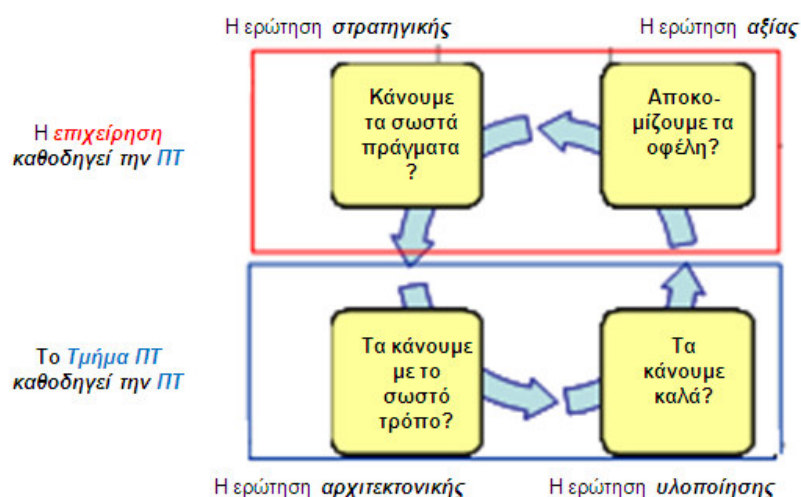 Η ερώτηση στρατηγικής
Η ερώτηση αξίας
Κάνουμε
τα σωστά
πράγματα
?
Αποκο-
μίζουμε τα
οφέλη?
Η επιχείρηση
καθοδηγεί την ΠΤ
Το Τμήμα ΠΤ
καθοδηγεί την ΠΤ
Τα κάνουμε
με το
σωστό
τρόπο?
Τα
κάνουμε
καλά?
Η ερώτηση αρχιτεκτονικής
Η ερώτηση υλοποίησης